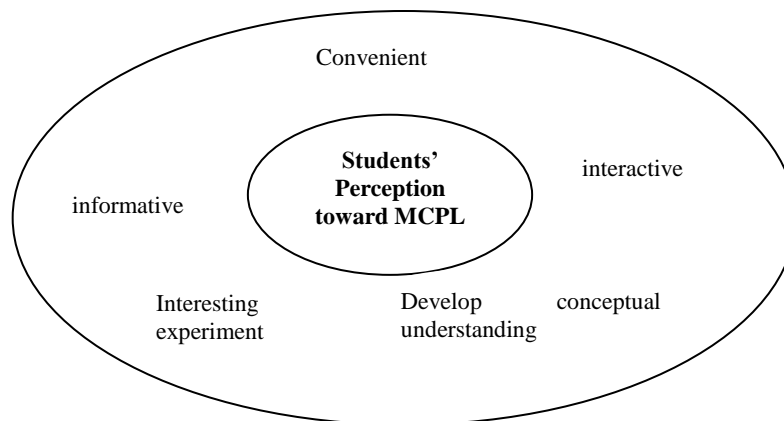 Convenient
Students’
Perception
toward MCPL
interactive
informative
Interesting
experiment
Develop conceptual
understanding